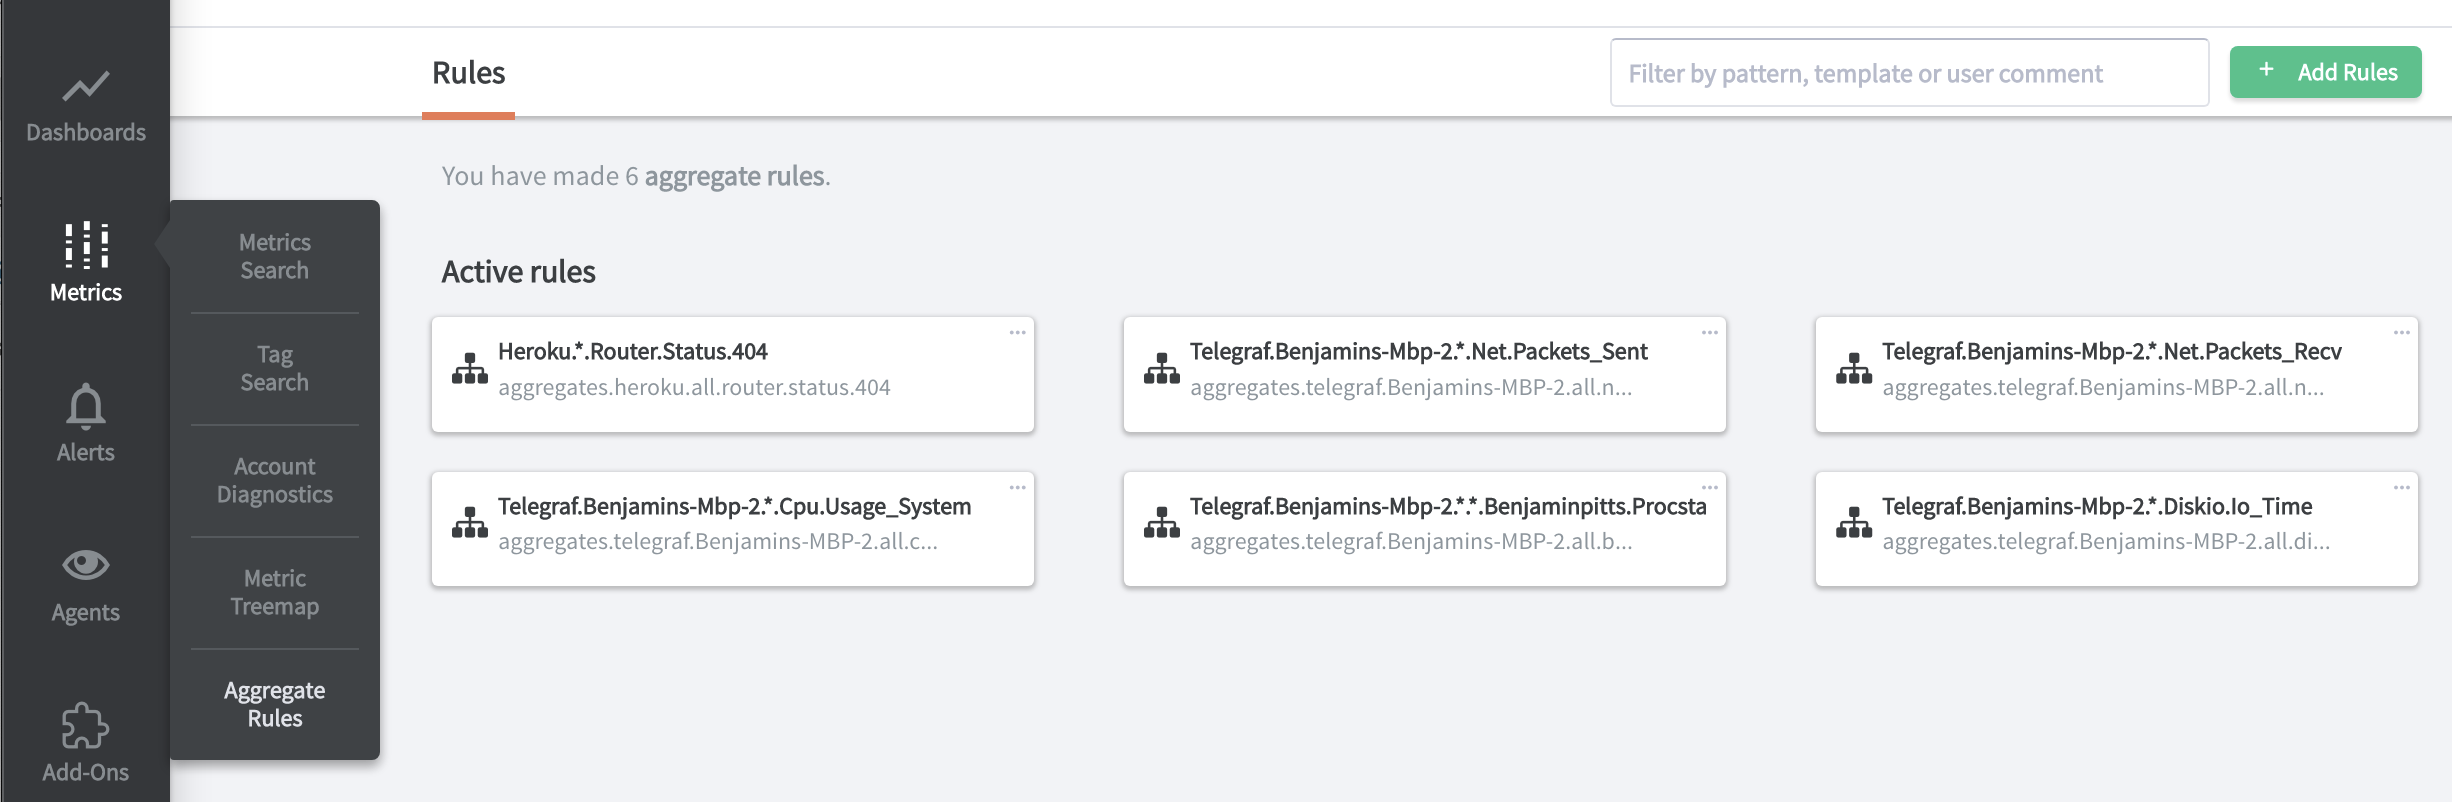 Dashboards
Metrics
Alerts
Agents
Add-Ons
Metrics
Search
Tag
Search
Account
Diagnostics
Metric
Treemap
Aggregate
Rules
Rules
Filter by pattern, template or user comment
+ Add Rules
You have made 6 aggregate rules.
Active rules
Heroku.*.Router.Status.404
aggregates.heroku.all.router.status.404
Telegraf.Benjamins-Mbp-2.*.Net.Packets_Sent
aggregates.telegraf.Benjamins-MBP-2.all.n...
Telegraf.Benjamins-Mbp-2.*.Net.Packets_Recv
aggregates.telegraf.Benjamins-MBP-2.all.n...
Telegraf.Benjamins-Mbp-2.*.Cpu.Usage_System
aggregates.telegraf.Benjamins-MBP-2.all.c...
Telegraf.Benjamins-Mbp-2.*.*.Benjaminpitts.Procsta
aggregates.telegraf.Benjamins-MBP-2.all.b...
Telegraf.Benjamins-Mbp-2.*.Diskio.Io_Time
aggregates.telegraf.Benjamins-MBP-2.all.di...